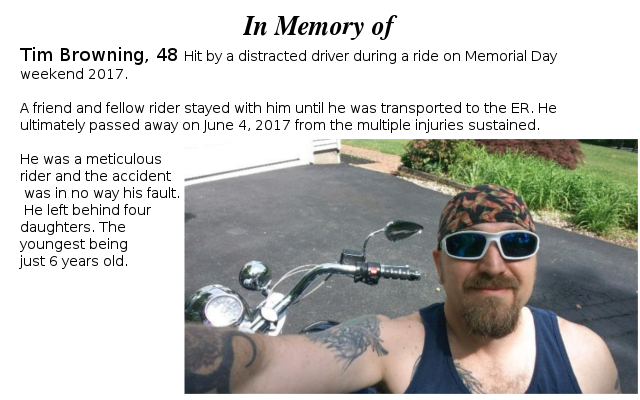 In Memory of
Tim Browning, 48 Hit by a distracted driver during a ride on Memorial Day
weekend 2017.
A friend and fellow rider stayed with him until he was transported to the ER. He
ultimately passed away on June 4, 2017 from the multiple injuries sustained.
He was a meticulous
rider and the accident
was in no way his fault.
He left behind four
daughters. The
youngest being
just 6 years old.